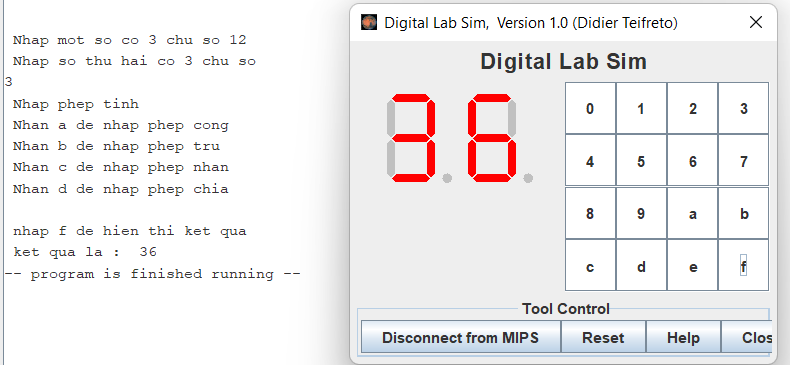 Nhap mot so co 3 chu so 12
Nhap so thu hai co 3 chu so
3
Nhap phep tinh
Nhan a de nhap phep cong
Nhan b de nhap phep tru
Nhan c de nhap phep nhan
Nhan d de nhap phep chia
nhap f de hien thi ket qua
ket qua la :  36
-- program is finished running --
Digital Lab Sim,  Version 1.0 (Didier Teifreto)
Digital Lab Sim
36
0 1 2 3
4 5 6 7
8 9 a b
c d e f
Tool Control
Disconnect from MIPS Reset Help Clos